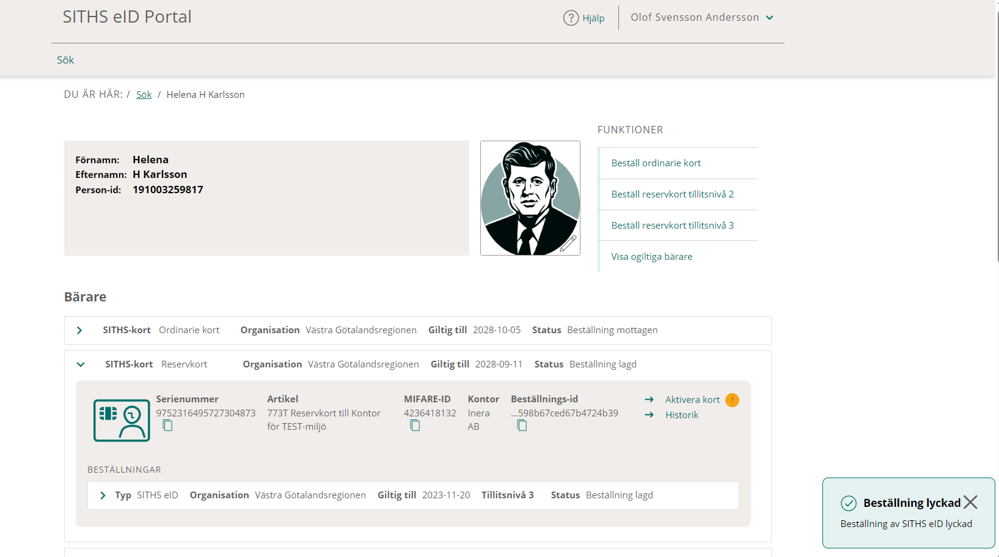 SITHS eID Portal
? Hjälp
Olof Svensson Andersson
Sök
DU ÄR HÄR: / Sök / Helena H Karlsson
FUNKTIONER
Förnamn: Helena
Efternamn: H Karlsson
Person-id: 191003259817
Beställ ordinarie kort
Beställ reservkort tillitsnivå 2
Beställ reservkort tillitsnivå 3
Visa ogiltiga bärare
Bärare
SITHS-kort Ordinarie kort Organisation Västra Götalandsregionen Giltig till 2028-10-05 Status Beställning mottagen
SITHS-kort Reservkort Organisation Västra Götalandsregionen Giltig till 2028-09-11 Status Beställning lagd
Serienummer
9752316495727304873
Artikel
773T Reservkort till Kontor
för TEST-miljö
MIFARE-ID
4236418132
Kontor
Inera
AB
Beställnings-id
...598b67ced67b4724b39
Aktivera kort !
Historik
BESTÄLLNINGAR
Typ SITHS eID Organisation Västra Götalandsregionen Giltig till 2023-11-20 Tillitsnivå 3 Status Beställning lagd
Beställning lyckad
Beställning av SITHS eID lyckad